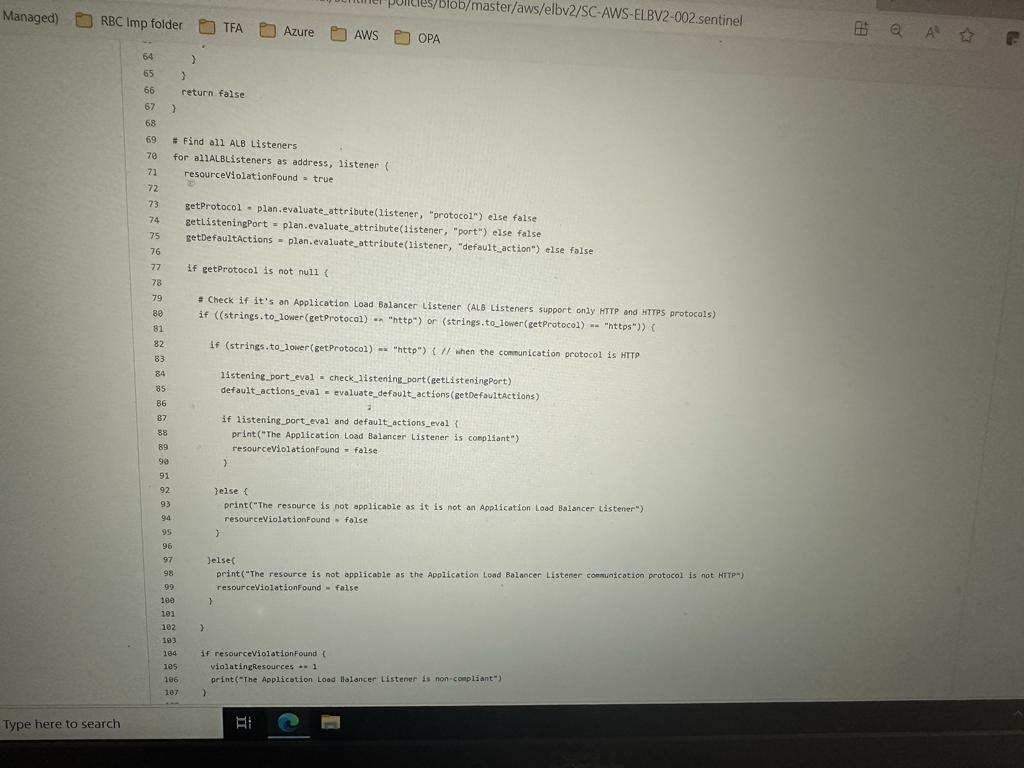 policies/blob/master/aws/elbv2/SC-AWS-ELBV2-002.sentinel
Managed) RBC Imp folder TFA Azure AWS OPA
64 }
65 }
66 return false
67 }
68
69 # Find all ALB Listeners
70 for allALBListeners as address, listener {
71 resourceViolationFound = true
72
73 getProtocol = plan.evaluate_attribute(listener, "protocol") else false
74 getListeningPort = plan.evaluate_attribute(listener, "port") else false
75 getDefaultActions = plan.evaluate_attribute(listener, "default_action") else false
76
77 if getProtocol is not null {
78
79 # Check if it's an Application Load Balancer Listener (ALB Listeners support only HTTP and HTTPS protocols)
80 if ((strings.to_lower(getProtocol) == "http") or (strings.to_lower(getProtocol) == "https")) {
81
82 if (strings.to_lower(getProtocol) == "http") { // when the communication protocol is HTTP
83
84 listening_port_eval = check_listening_port(getListeningPort)
85 default_actions_eval = evaluate_default_actions(getDefaultActions)
86
87 if listening_port_eval and default_actions_eval {
88 print("The Application Load Balancer Listener is compliant")
89 resourceViolationFound = false
90 }
91
92 }else {
93 print("The resource is not applicable as it is not an Application Load Balancer Listener")
94 resourceViolationFound = false
95 }
96
97 }else{
98 print("The resource is not applicable as the Application Load Balancer Listener communication protocol is not HTTP")
99 resourceViolationFound = false
100 }
101
102 }
103
104 if resourceViolationFound {
105 violatingResources += 1
106 print("The Application Load Balancer Listener is non-compliant")
107 }
Type here to search